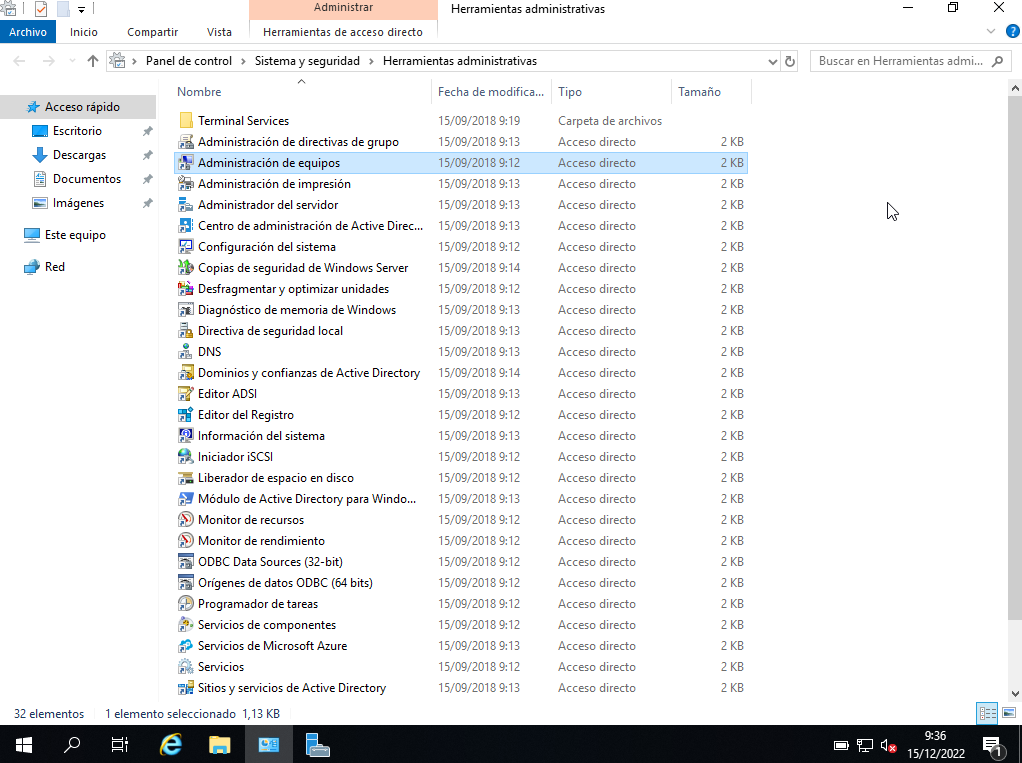 Administrar
Herramientas administrativas
Archivo
Inicio
Compartir
Vista
Herramientas de acceso directo
?
Panel de control > Sistema y seguridad > Herramientas administrativas
Buscar en Herramientas admi...
Nombre
Fecha de modifica...
Tipo
Tamaño
Acceso rápido
Escritorio
Descargas
Documentos
Imágenes
Este equipo
Red
Terminal Services 15/09/2018 9:19 Carpeta de archivos
Administración de directivas de grupo 15/09/2018 9:13 Acceso directo 2 KB
Administración de equipos 15/09/2018 9:12 Acceso directo 2 KB
Administración de impresión 15/09/2018 9:13 Acceso directo 2 KB
Administrador del servidor 15/09/2018 9:13 Acceso directo 2 KB
Centro de administración de Active Direc... 15/09/2018 9:13 Acceso directo 2 KB
Configuración del sistema 15/09/2018 9:12 Acceso directo 2 KB
Copias de seguridad de Windows Server 15/09/2018 9:14 Acceso directo 2 KB
Desfragmentar y optimizar unidades 15/09/2018 9:12 Acceso directo 2 KB
Diagnóstico de memoria de Windows 15/09/2018 9:13 Acceso directo 2 KB
Directiva de seguridad local 15/09/2018 9:13 Acceso directo 2 KB
DNS 15/09/2018 9:13 Acceso directo 2 KB
Dominios y confianzas de Active Directory 15/09/2018 9:14 Acceso directo 2 KB
Editor ADSI 15/09/2018 9:13 Acceso directo 2 KB
Editor del Registro 15/09/2018 9:12 Acceso directo 2 KB
Información del sistema 15/09/2018 9:13 Acceso directo 2 KB
Iniciador iSCSI 15/09/2018 9:12 Acceso directo 2 KB
Liberador de espacio en disco 15/09/2018 9:12 Acceso directo 2 KB
Módulo de Active Directory para Windo... 15/09/2018 9:13 Acceso directo 2 KB
Monitor de recursos 15/09/2018 9:12 Acceso directo 2 KB
Monitor de rendimiento 15/09/2018 9:12 Acceso directo 2 KB
ODBC Data Sources (32-bit) 15/09/2018 9:12 Acceso directo 2 KB
Orígenes de datos ODBC (64 bits) 15/09/2018 9:12 Acceso directo 2 KB
Programador de tareas 15/09/2018 9:12 Acceso directo 2 KB
Servicios de componentes 15/09/2018 9:12 Acceso directo 2 KB
Servicios de Microsoft Azure 15/09/2018 9:13 Acceso directo 2 KB
Servicios 15/09/2018 9:12 Acceso directo 2 KB
Sitios y servicios de Active Directory 15/09/2018 9:13 Acceso directo 2 KB
32 elementos 1 elemento seleccionado 1,13 KB
9:36
15/12/2022
1